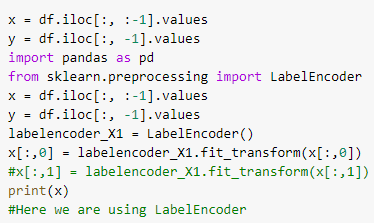 x = df.iloc[:, :-1].values
y = df.iloc[:, -1].values
import pandas as pd
from sklearn.preprocessing import LabelEncoder
x = df.iloc[:, :-1].values
y = df.iloc[:, -1].values
labelencoder_X1 = LabelEncoder()
x[:,0] = labelencoder_X1.fit_transform(x[:,0])
#x[:,1] = labelencoder_X1.fit_transform(x[:,1])
print(x)
#Here we are using LabelEncoder